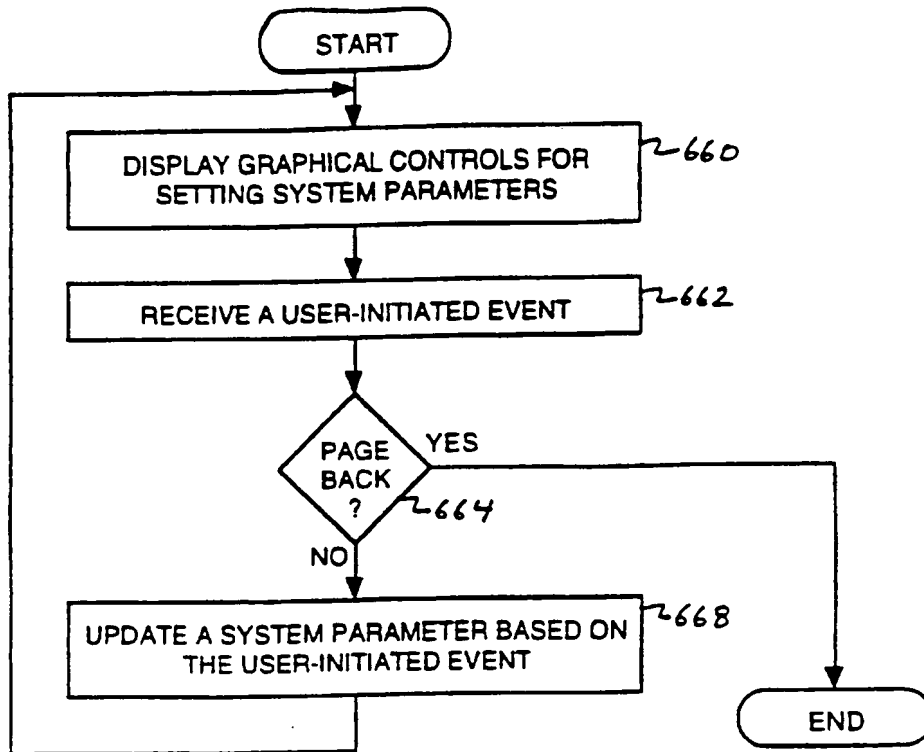 START
DISPLAY GRAPHICAL CONTROLS FOR
SETTING SYSTEM PARAMETERS
660
RECEIVE A USER-INITIATED EVENT
662
PAGE
BACK
?
YES
664
NO
UPDATE A SYSTEM PARAMETER BASED ON
THE USER-INITIATED EVENT
668
END